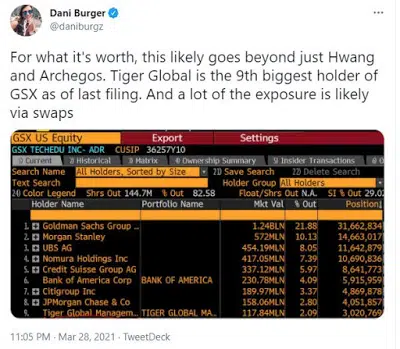 Dani Burger
@daniburgz
For what it's worth, this likely goes beyond just Hwang
and Archegos. Tiger Global is the 9th biggest holder of
GSX as of last filing. And a lot of the exposure is likely
via swaps
GSX US Equity Export Settings
GSX TECHEDU INC- ADR CUSIP 36257Y10
1) Current 2) Historical 3) Matrix 4) Ownership Summary 5) Insider Transactions
Search Name All Holders, Sorted by Size 21) Save Search 22) Delete Search
Text Search Holder Group All Holders
20) Color Legend Shrs Out 144.7M % Out 82.58 Float/Shrs Out N.A. SI % Out 29.0
Holder Name Portfolio Name Mkt Val % Out Position
1. Goldman Sachs Group .. 1.24BLN 21.88 31,662,834
2. Morgan Stanley 572MLN 10.13 14,663,017
3. UBS AG 454.19MLN 8.05 11,642,879
4. Nomura Holdings Inc 417.05MLN 7.39 10,690,836
5. Credit Suisse Group AG 337.12MLN 5.97 8,641,773
6. Bank of America Corp BANK OF AMERICA 230.78MLN 4.09 5,915,959
7. Citigroup Inc 189.96MLN 3.37 4,869,878
8. JPMorgan Chase & Co 158.06MLN 2.80 4,051,857
9. Tiger Global Managem.. TIGER GLOBAL MA.. 117.84MLN 2.09 3,020,769
11:05 PM · Mar 28, 2021 · TweetDeck